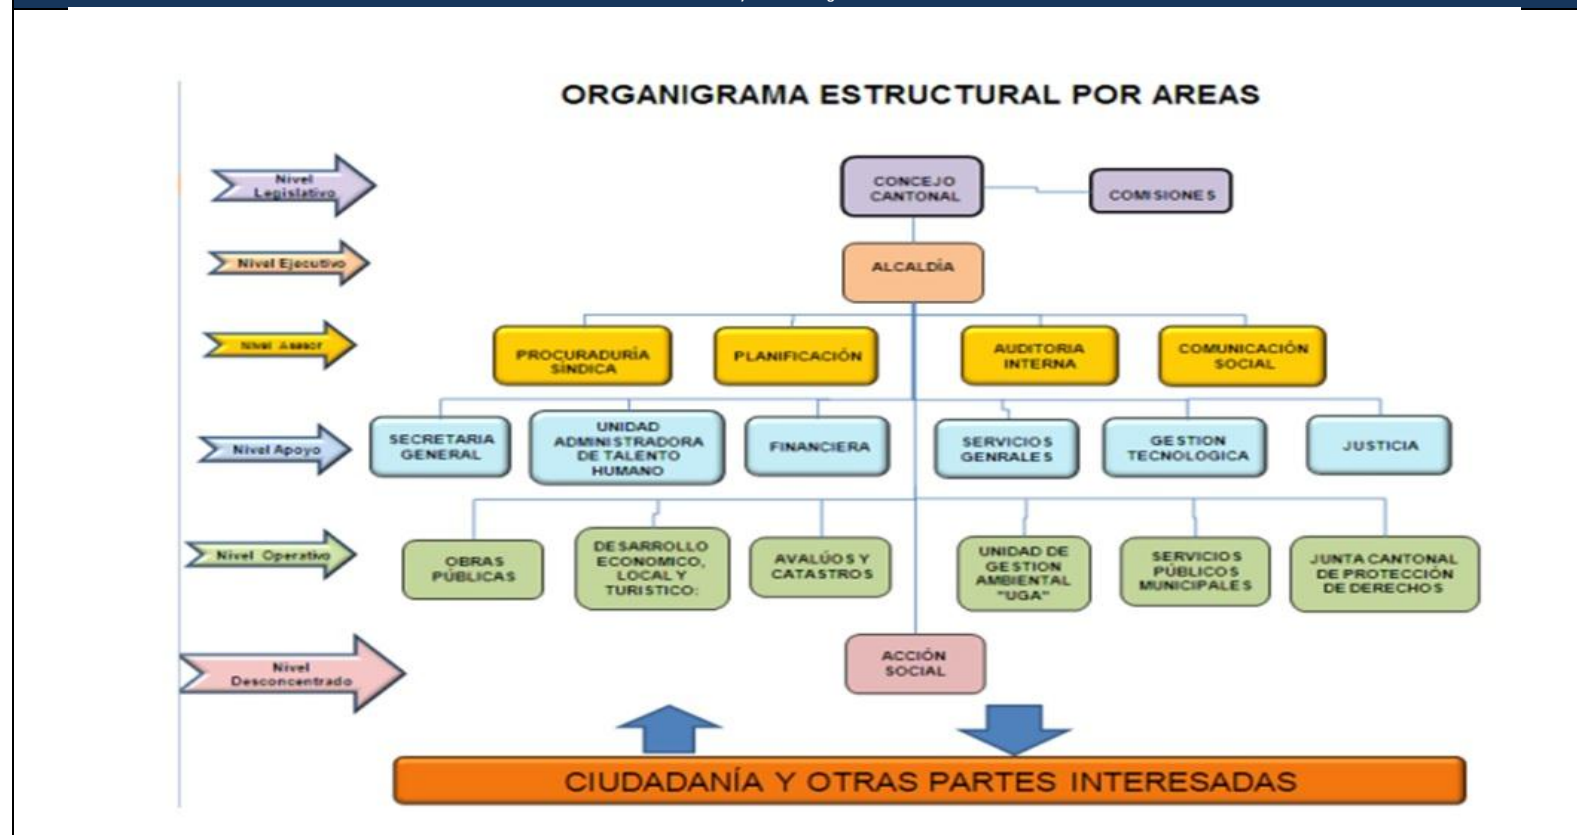 ORGANIGRAMA ESTRUCTURAL POR AREAS
Nivel
Legislativo
CONCEJO
CANTONAL
COMISIONES
Nivel Ejecutivo
ALCALDÍA
Nivel Asesor
PROCURADURÍA
SÍNDICA
PLANIFICACIÓN
AUDITORIA
INTERNA
COMUNICACIÓN
SOCIAL
Nivel Apoyo
SECRETARIA
GENERAL
UNIDAD
ADMINISTRADORA
DE TALENTO
HUMANO
FINANCIERA
SERVICIOS
GENRALES
GESTION
TECNOLOGICA
JUSTICIA
Nivel Operativo
OBRAS
PÚBLICAS
DESARROLLO
ECONOMICO,
LOCAL Y
TURISTICO:
AVALÚOS Y
CATASTROS
UNIDAD DE
GESTION
AMBIENTAL
"UGA"
SERVICIOS
PÚBLICOS
MUNICIPALES
JUNTA CANTONAL
DE PROTECCIÓN
DE DERECHOS
Nivel
Desconcentrado
ACCIÓN
SOCIAL
CIUDADANÍA Y OTRAS PARTES INTERESADAS